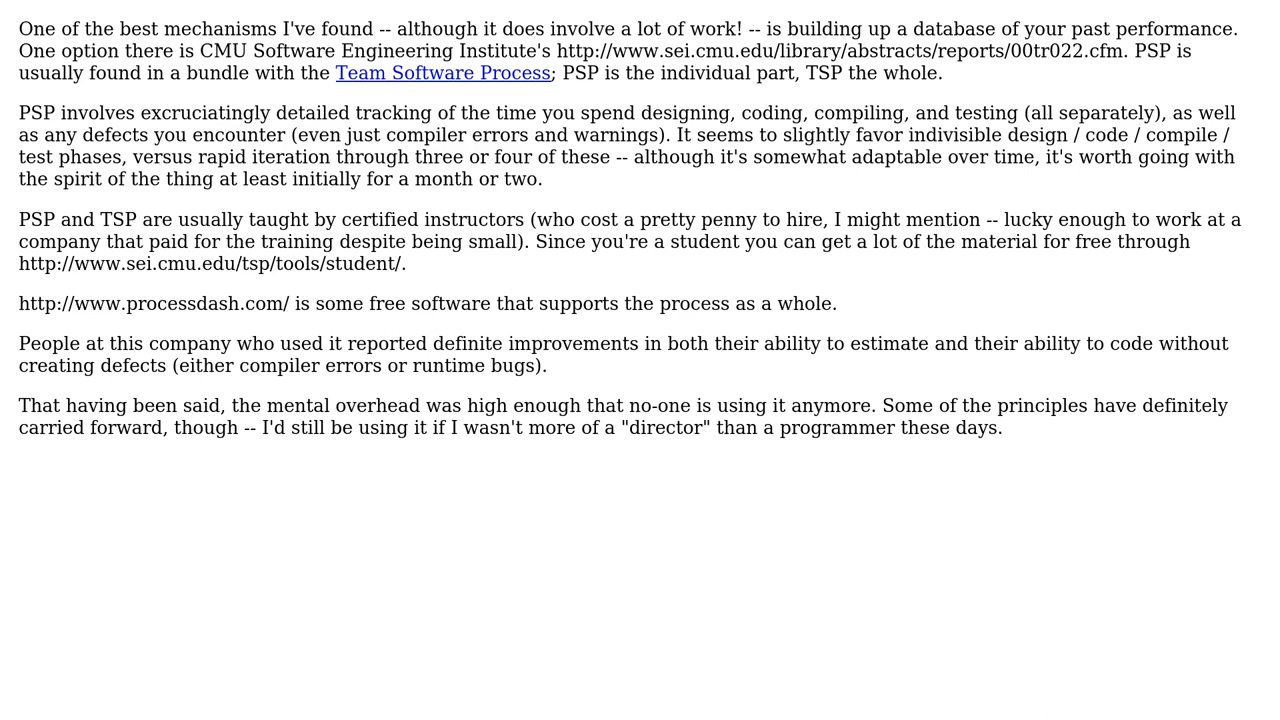 One of the best mechanisms I've found -- although it does involve a lot of work! -- is building up a database of your past performance.
One option there is CMU Software Engineering Institute's http://www.sei.cmu.edu/library/abstracts/reports/00tr022.cfm. PSP is
usually found in a bundle with the Team Software Process; PSP is the individual part, TSP the whole.
PSP involves excruciatingly detailed tracking of the time you spend designing, coding, compiling, and testing (all separately), as well
as any defects you encounter (even just compiler errors and warnings). It seems to slightly favor indivisible design / code / compile /
test phases, versus rapid iteration through three or four of these -- although it's somewhat adaptable over time, it's worth going with
the spirit of the thing at least initially for a month or two.
PSP and TSP are usually taught by certified instructors (who cost a pretty penny to hire, I might mention -- lucky enough to work at a
company that paid for the training despite being small). Since you're a student you can get a lot of the material for free through
http://www.sei.cmu.edu/tsp/tools/student/.
http://www.processdash.com/ is some free software that supports the process as a whole.
People at this company who used it reported definite improvements in both their ability to estimate and their ability to code without
creating defects (either compiler errors or runtime bugs).
That having been said, the mental overhead was high enough that no-one is using it anymore. Some of the principles have definitely
carried forward, though -- I'd still be using it if I wasn't more of a "director" than a programmer these days.